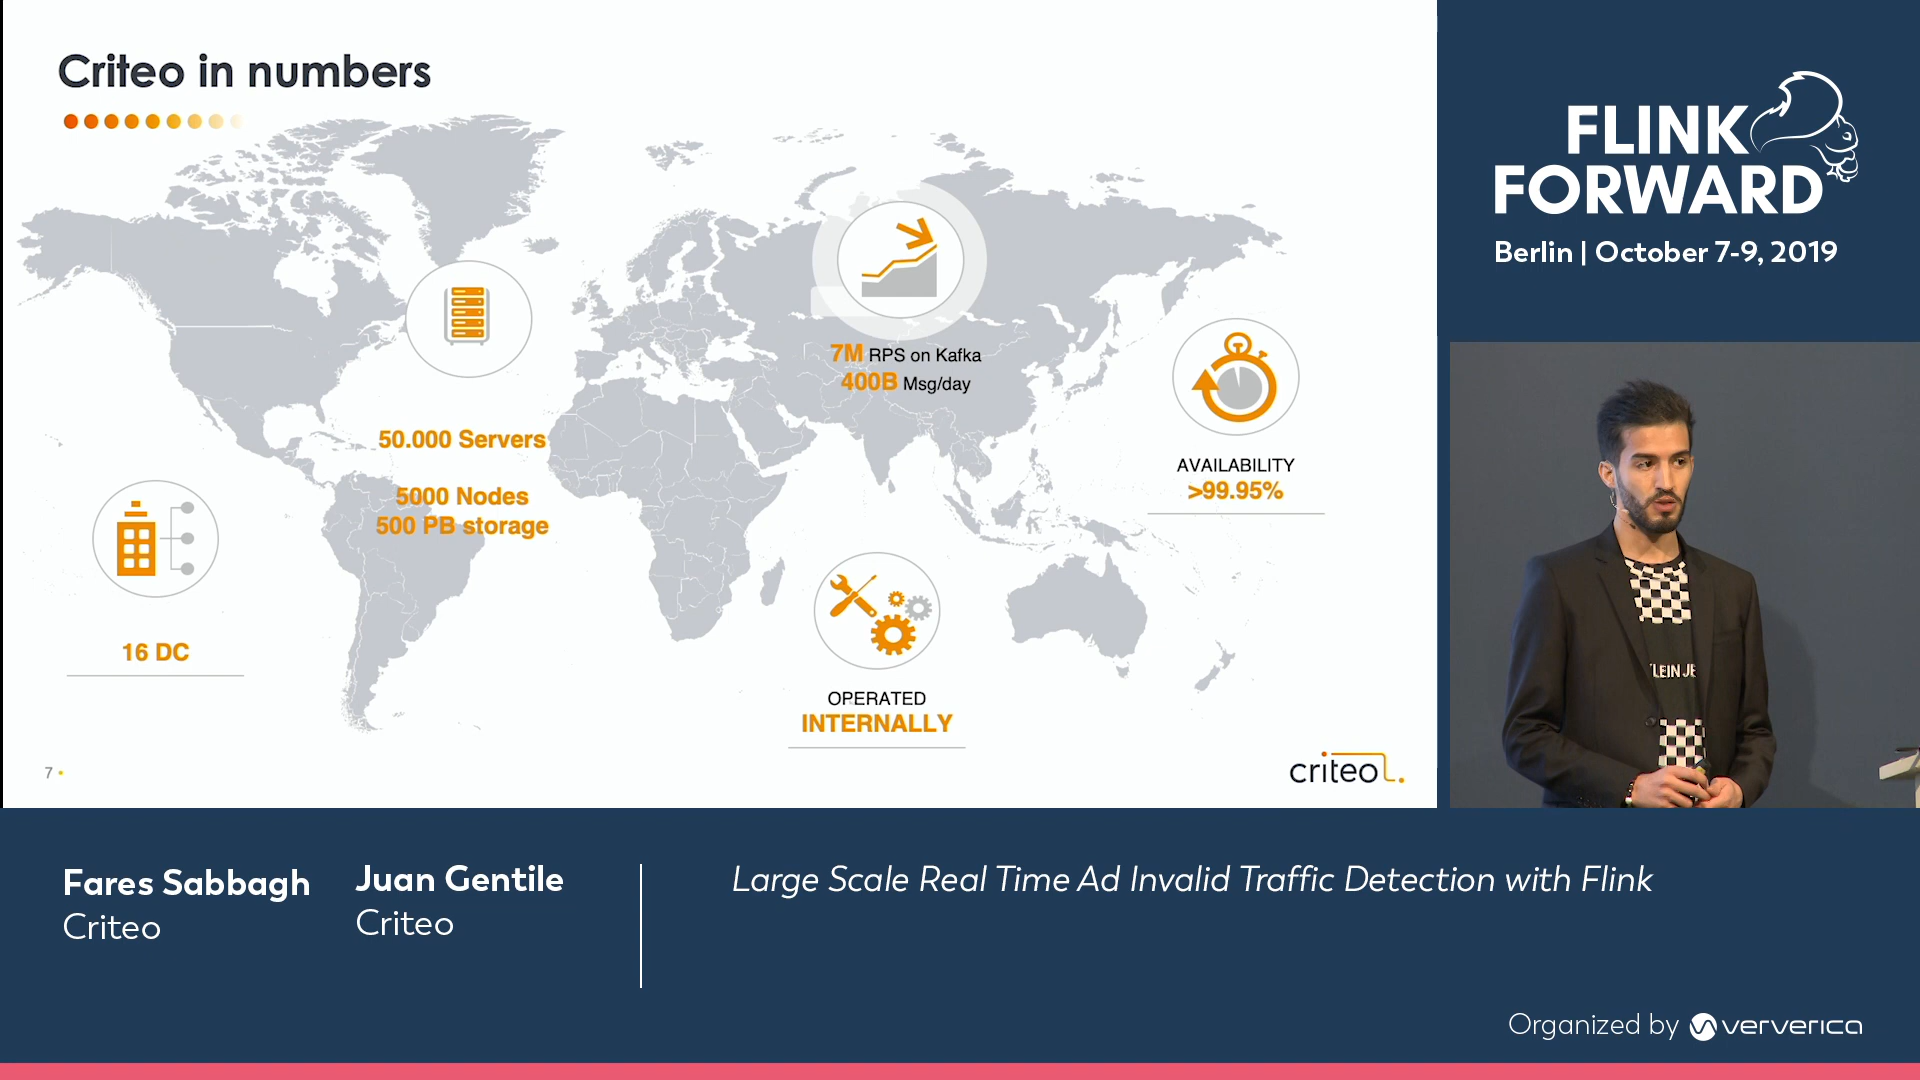 Criteo in numbers
7M RPS on Kafka
400B Msg/day
50.000 Servers
5000 Nodes
500 PB storage
AVAILABILITY
>99.95%
16 DC
OPERATED
INTERNALLY
7
criteo
FLINK
FORWARD
Berlin | October 7-9, 2019
LEIN JE
Fares Sabbagh
Criteo
Juan Gentile
Criteo
Large Scale Real Time Ad Invalid Traffic Detection with Flink
Organized by ververica